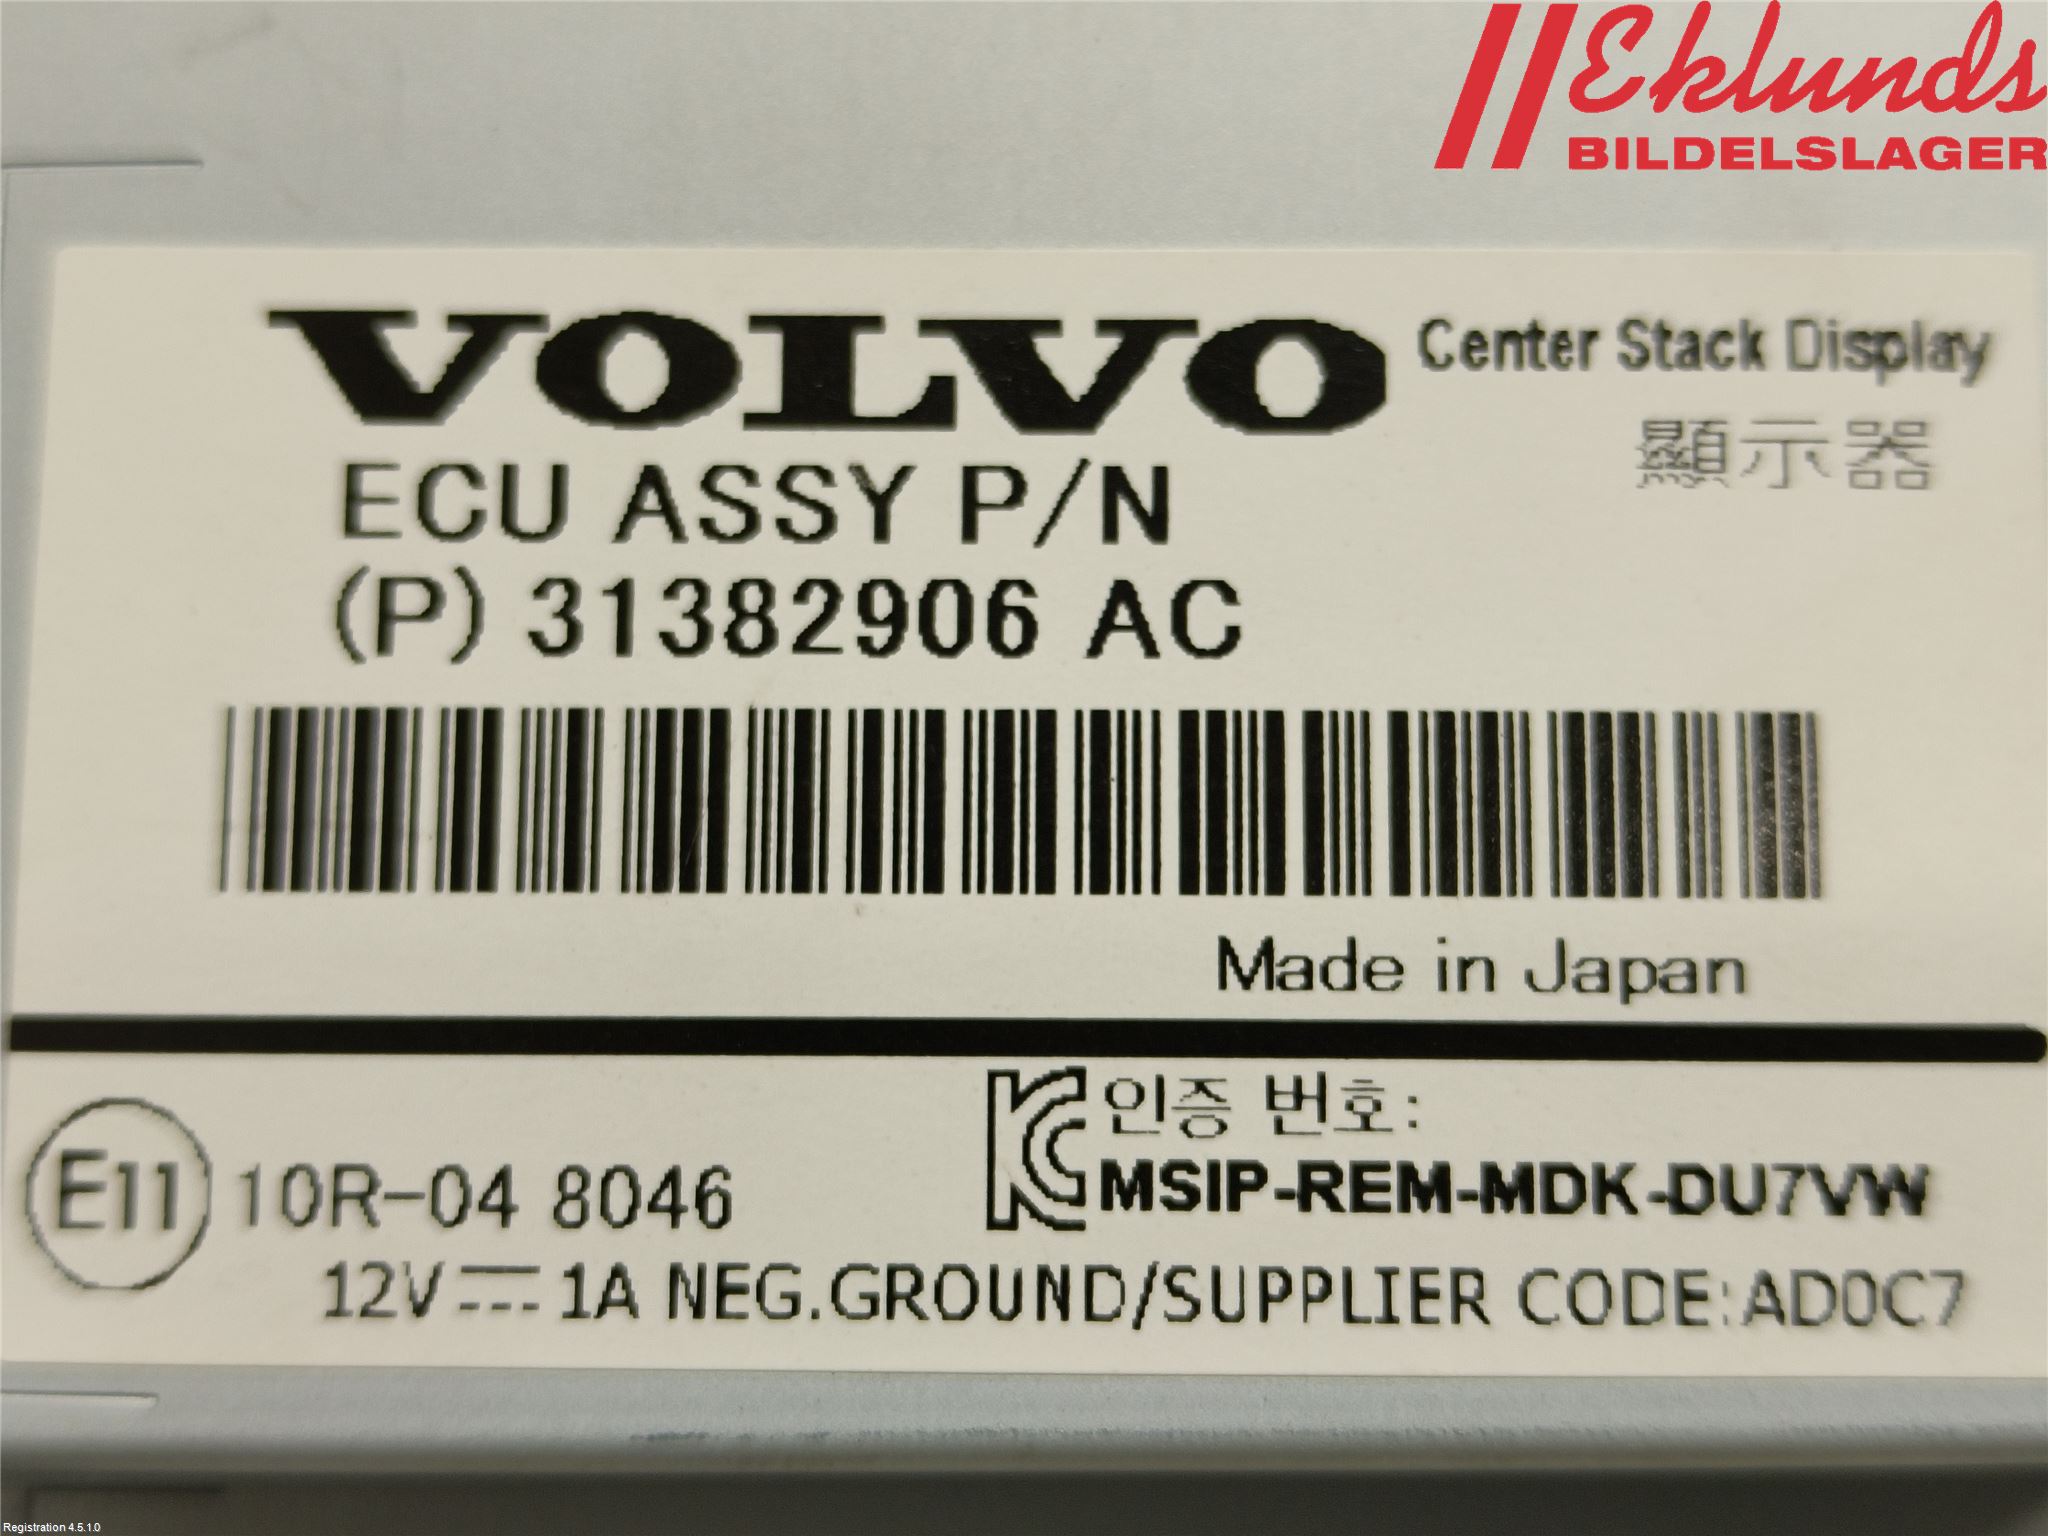 Eklunds
BILDELSLAGER
VOLVO Center Stack Display
顯示器
ECU ASSY P/N
(P) 31382906 AC
Made in Japan
E11 10R-04 8046
인증 번호:
MSIP-REM-MDK-DU7VW
12V 1A NEG.GROUND/SUPPLIER CODE:AD0C7
Registration 4.5.1.0